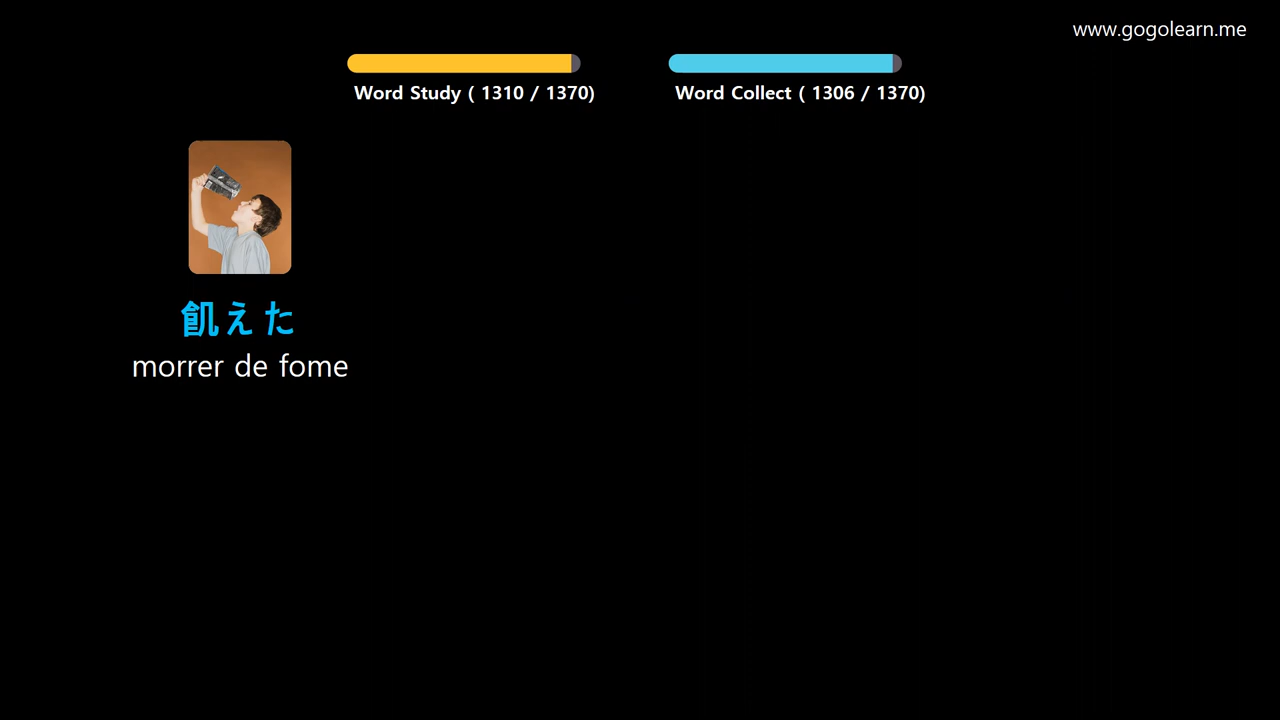 www.gogolearn.me
Word Study ( 1310 / 1370)
Word Collect ( 1306 / 1370)
飢えた
morrer de fome